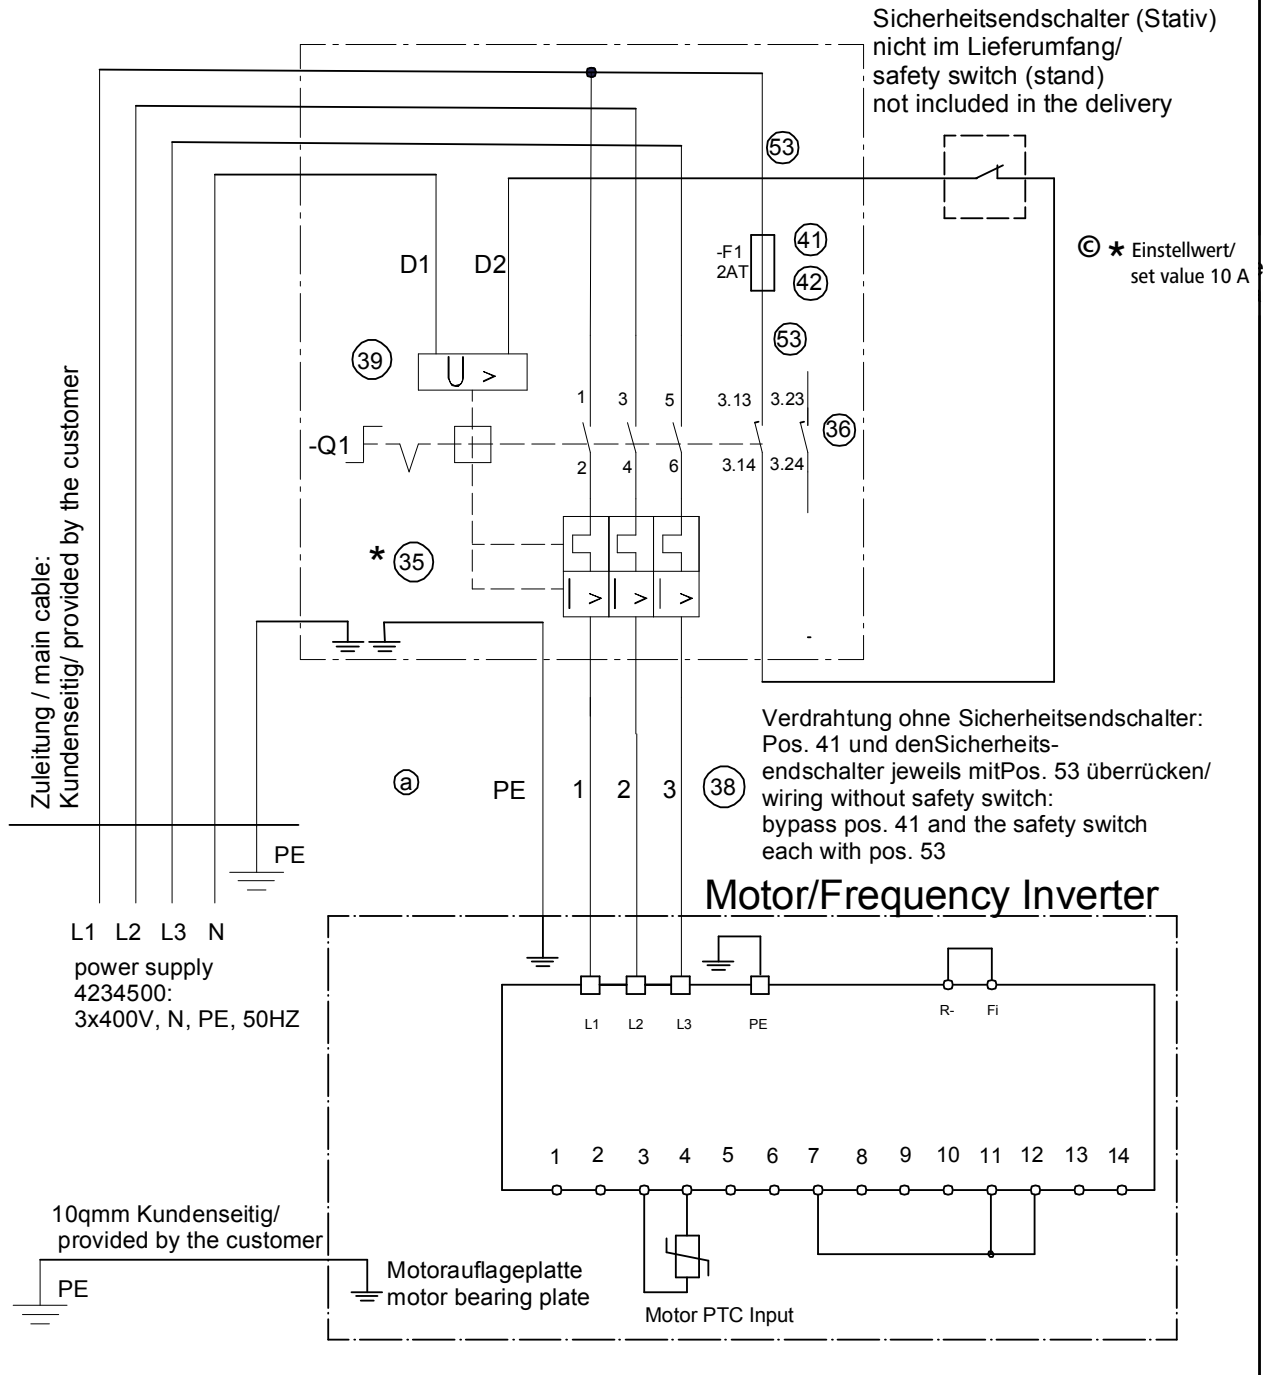 Sicherheitsendschalter (Stativ)
nicht im Lieferumfang/
safety switch (stand)
not included in the delivery
53
© * Einstellwert/
set value 10 A
-F1
2AT
41
42
D1
D2
53
39
U >
1
3
5
3.13
3.23
36
-Q1
2
4
6
3.14
3.24
* 35
I >
I >
I >
Zuleitung / main cable:
Kundenseitig/ provided by the customer
-
Verdrahtung ohne Sicherheitsendschalter:
Pos. 41 und denSicherheits-
endschalter jeweils mitPos. 53 überrücken/
wiring without safety switch:
bypass pos. 41 and the safety switch
each with pos. 53
a
PE
1
2
3
38
PE
Motor/Frequency Inverter
L1 L2 L3 N
power supply
4234500:
3x400V, N, PE, 50HZ
L1
L2
L3
PE
R-
Fi
1 2 3 4 5 6 7 8 9 10 11 12 13 14
10qmm Kundenseitig/
provided by the customer
PE
Motorauflageplatte
motor bearing plate
Motor PTC Input